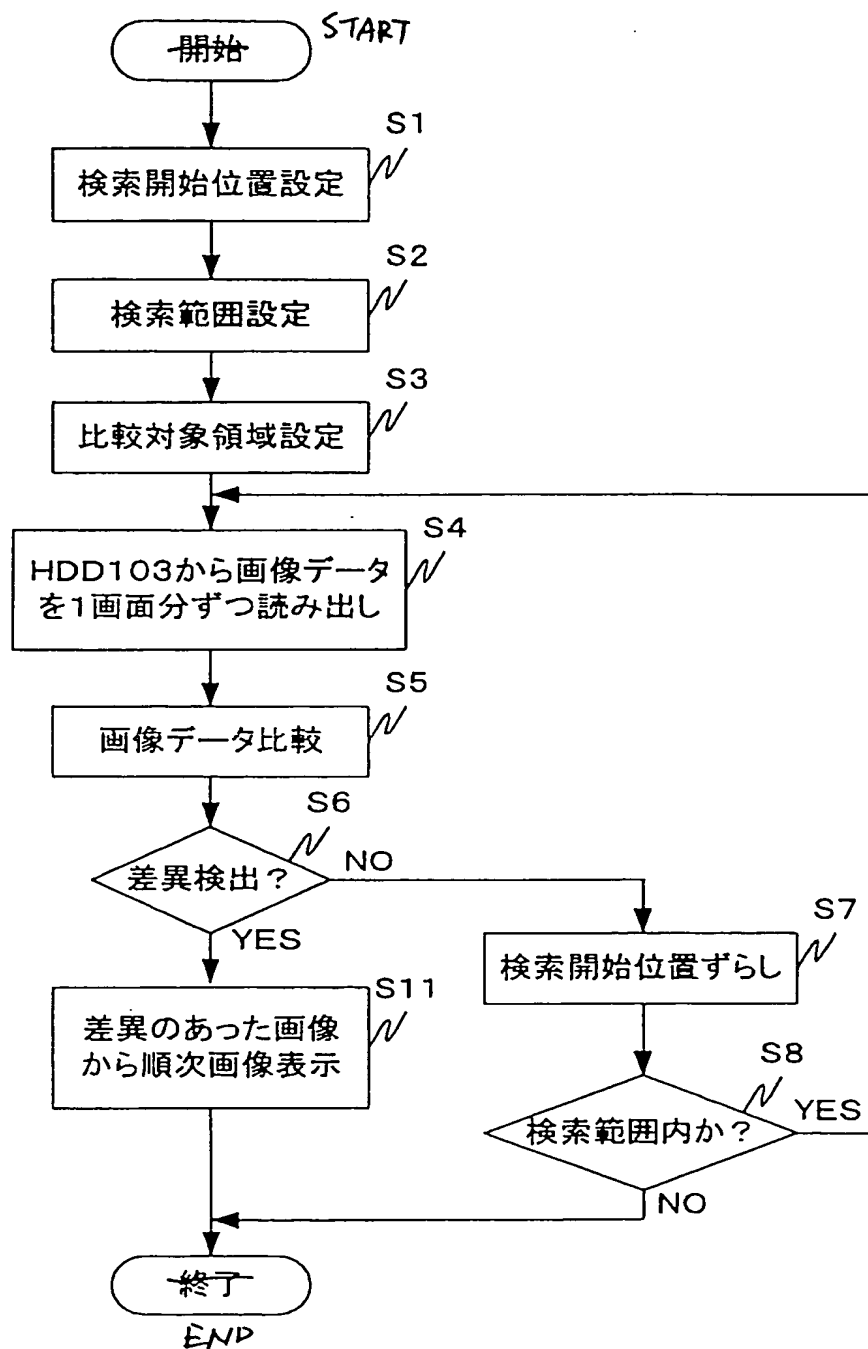 開始
START
S1
検索開始位置設定
S2
検索範囲設定
S3
比較対象領域設定
S4
HDD103から画像データ
を1画面分ずつ読み出し
S5
画像データ比較
S6
差異検出?
NO
YES
S7
検索開始位置ずらし
S11
差異のあった画像
から順次画像表示
S8
検索範囲内か?
YES
NO
終了
END